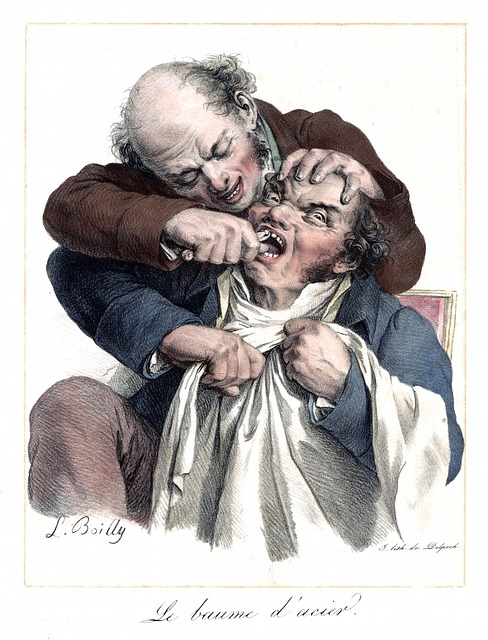 L. Boilly
I. lith de Delpech
Le baume d'acier.